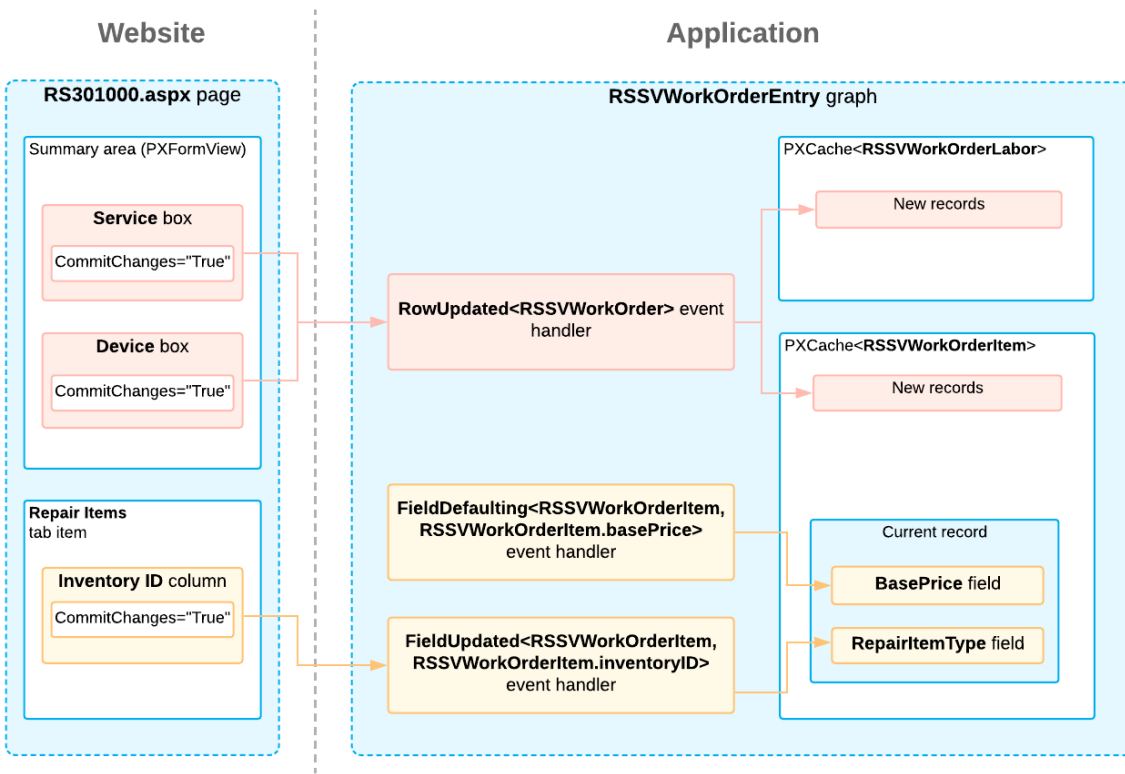 Website
Application
RS301000.aspx page
Summary area (PXFormView)
Service box
CommitChanges="True"
Device box
CommitChanges="True"
Repair Items
tab item
Inventory ID column
CommitChanges="True"
RSSVWorkOrderEntry graph
RowUpdated<RSSVWorkOrder> event
handler
FieldDefaulting<RSSVWorkOrderItem,
RSSVWorkOrderItem.basePrice>
event handler
FieldUpdated<RSSVWorkOrderItem,
RSSVWorkOrderItem.inventoryID>
event handler
PXCache<RSSVWorkOrderLabor>
New records
PXCache<RSSVWorkOrderItem>
New records
Current record
BasePrice field
RepairItemType field